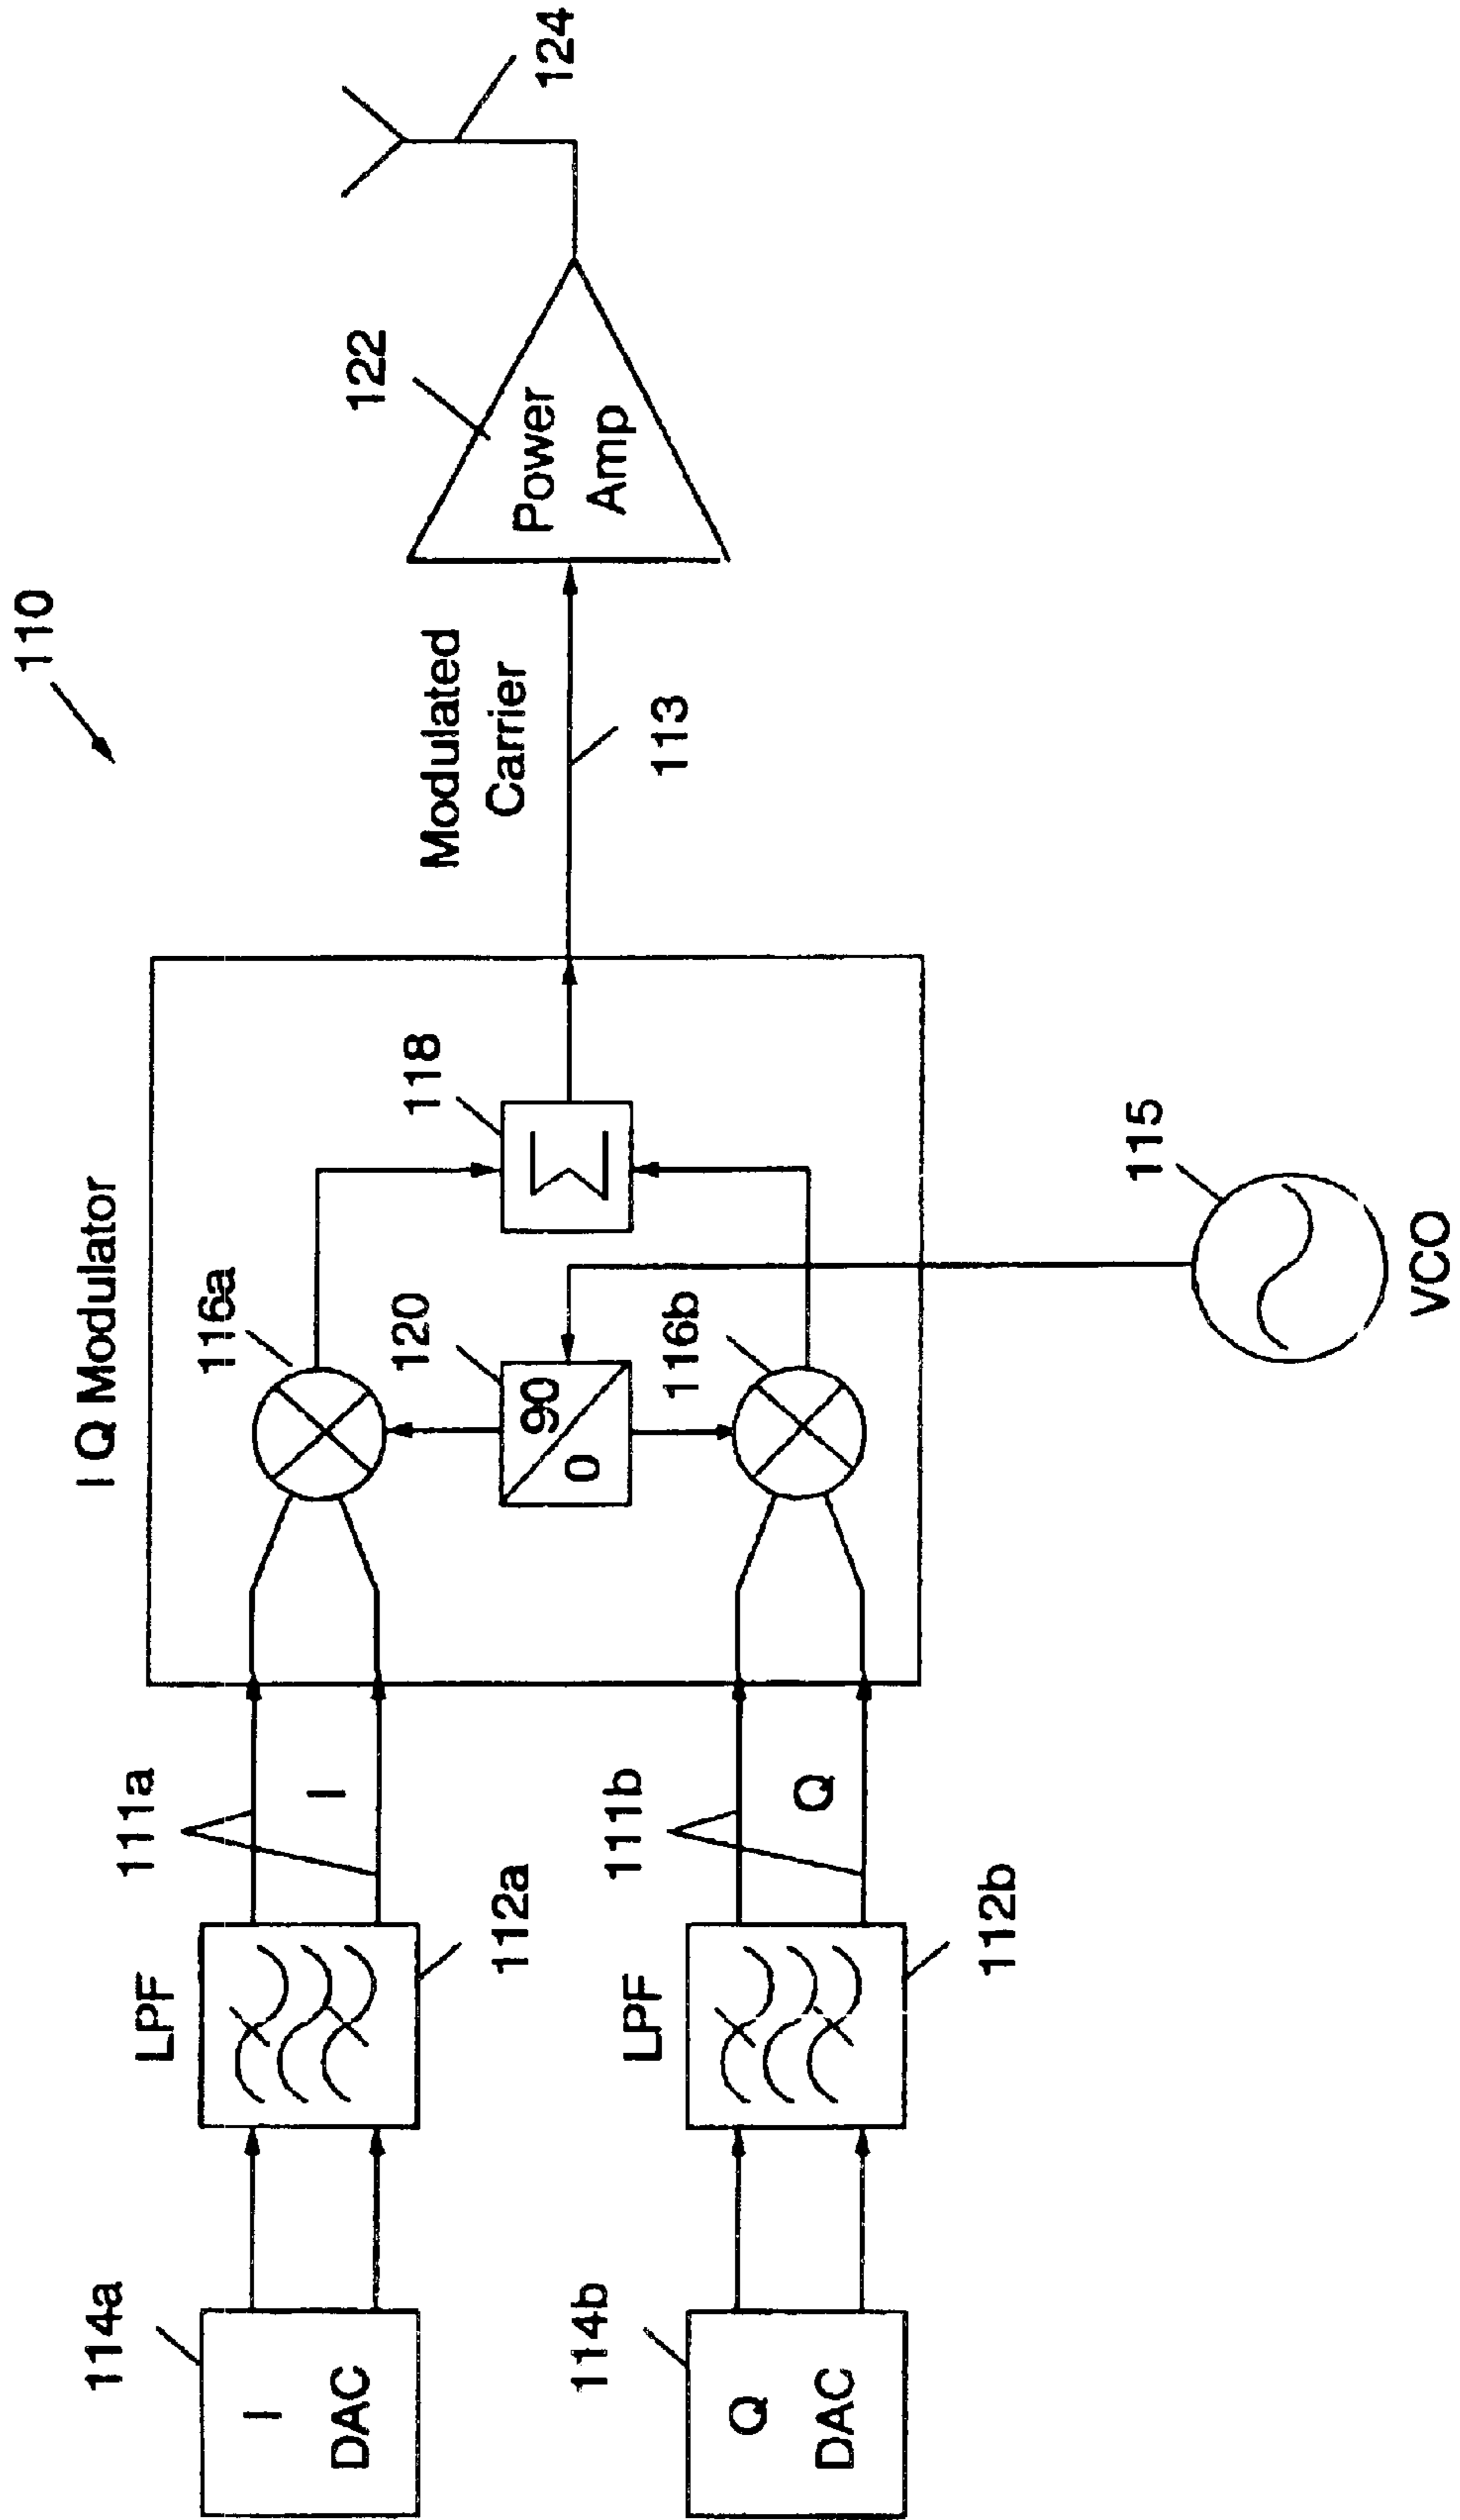 110
I Q Modulator
114a
I
DAC
LPF
112a
111a
I
116a
120
90
0
118
Modulated
Carrier
113
122
Power
Amp
124
114b
Q
DAC
LPF
112b
111b
Q
116b
Σ
115
VCO